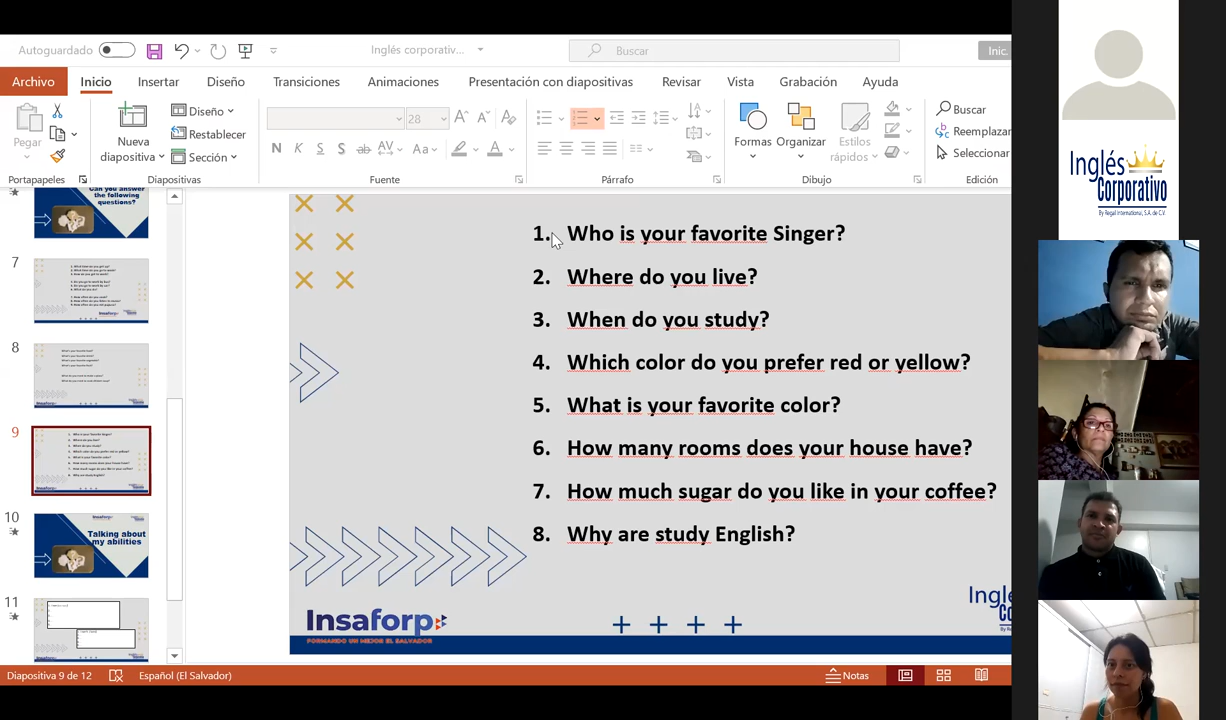 Autoguardado
Inglés corporativ...
Buscar
Inic.
Archivo Inicio Insertar Diseño Transiciones Animaciones Presentación con diapositivas Revisar Vista Grabación Ayuda
Pegar
Nueva diapositiva
Diseño
Restablecer
Sección
28
N K S S ab AV Aa A
Formas
Organizar
Estilos rápidos
Buscar
Reemplazar
Seleccionar
Portapapeles Diapositivas Fuente Párrafo Dibujo Edición
Can you answer the following questions?
7
8
9
10
Talking about my abilities
11
1. Who is your favorite Singer?
2. Where do you live?
3. When do you study?
4. Which color do you prefer red or yellow?
5. What is your favorite color?
6. How many rooms does your house have?
7. How much sugar do you like in your coffee?
8. Why are study English?
Insaforp
FORMANDO UN MEJOR EL SALVADOR
Diapositiva 9 de 12 Español (El Salvador) Notas
Inglés
Corporativo
By Regal International, S.A. de C.V.